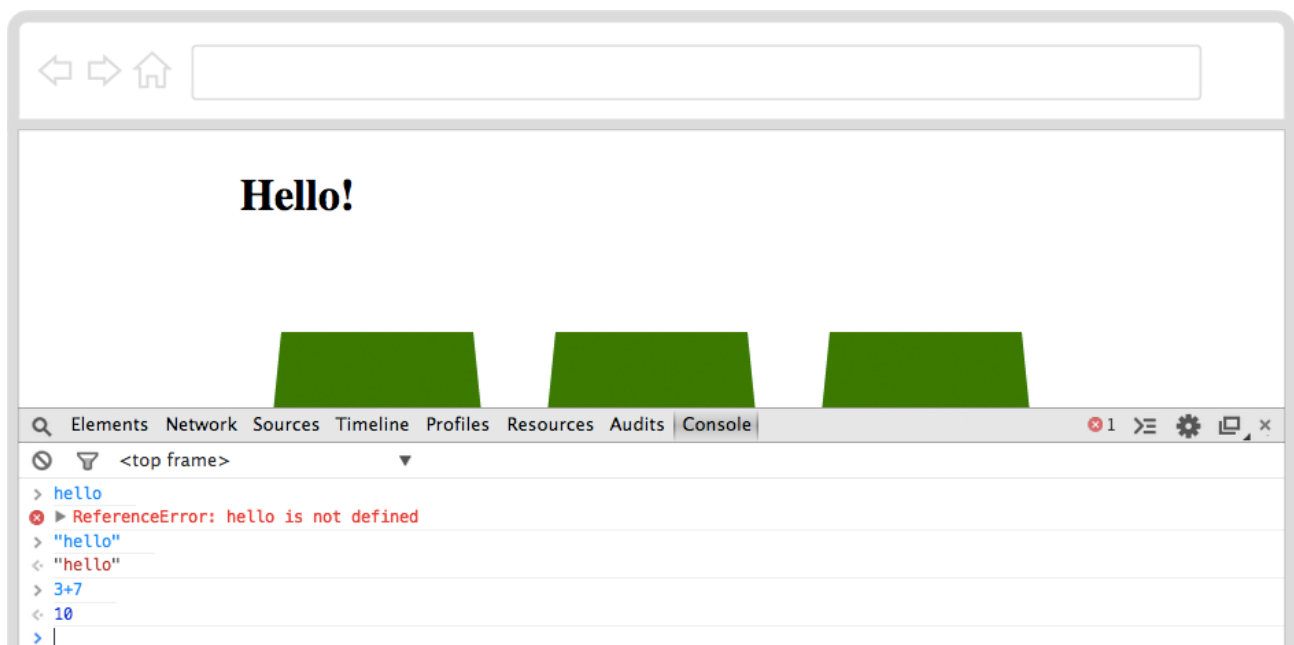 Hello!
Elements Network Sources Timeline Profiles Resources Audits Console 1
<top frame>
> hello
ReferenceError: hello is not defined
> "hello"
"hello"
> 3+7
10
>